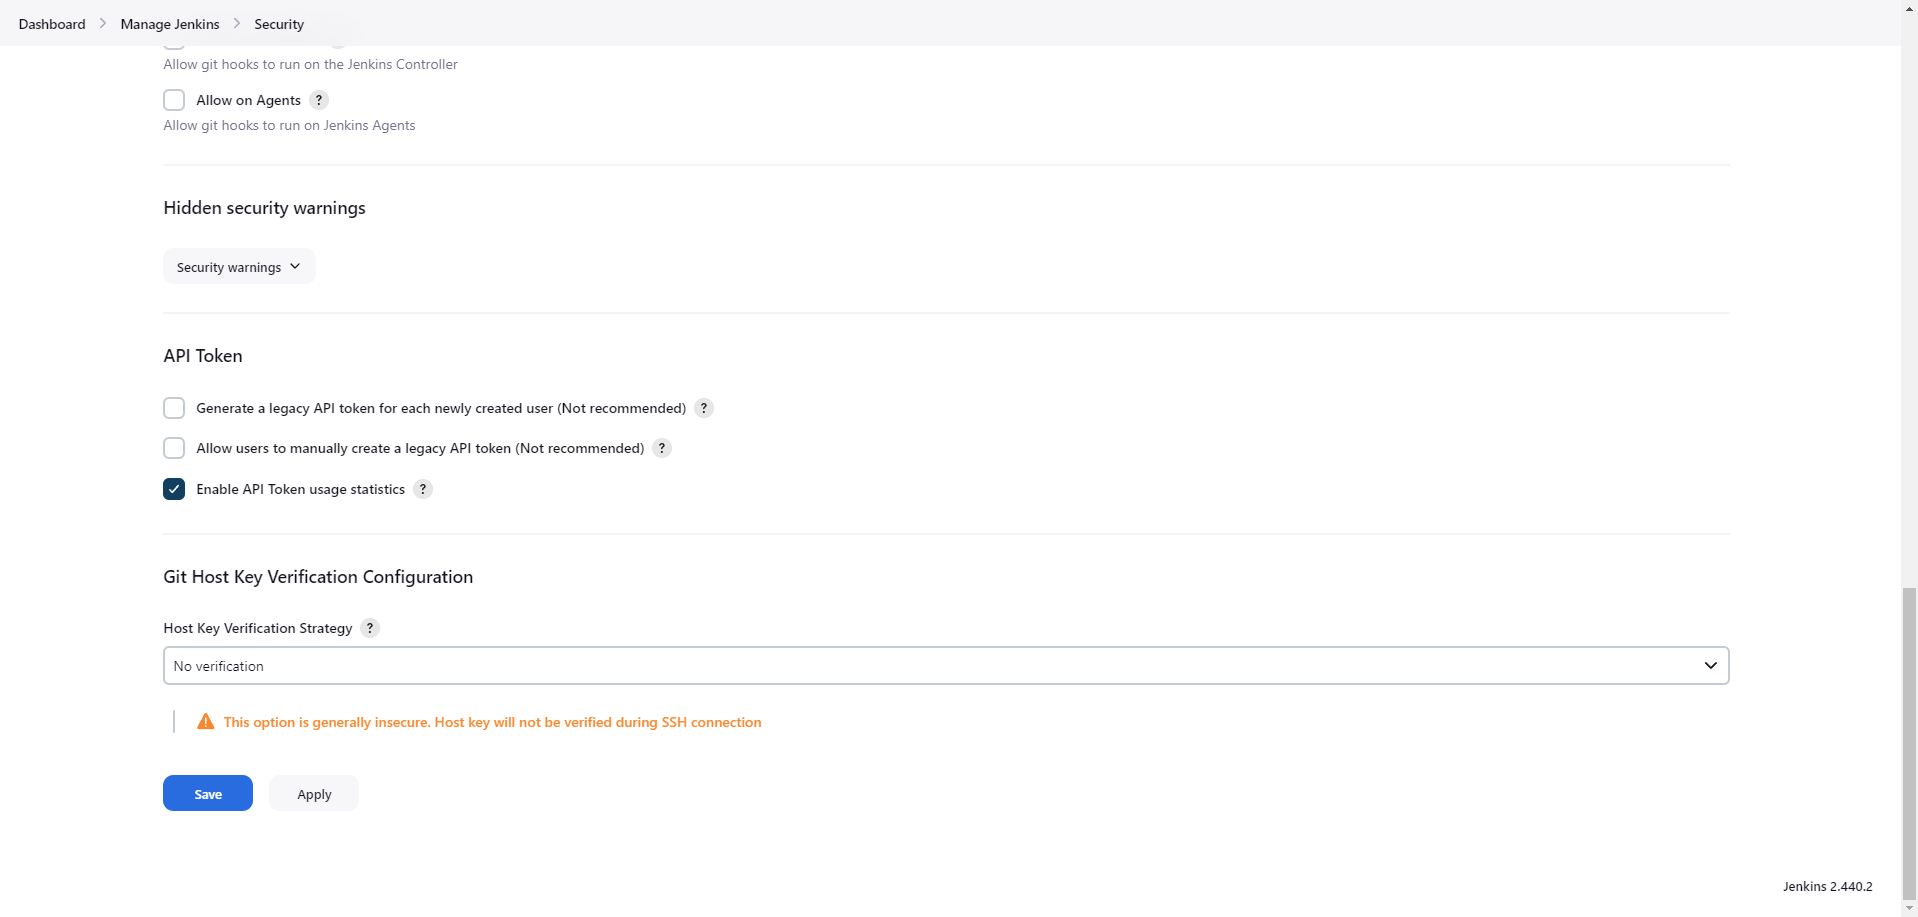 Dashboard > Manage Jenkins > Security
Allow git hooks to run on the Jenkins Controller
Allow on Agents ?
Allow git hooks to run on Jenkins Agents
Hidden security warnings
Security warnings
API Token
Generate a legacy API token for each newly created user (Not recommended) ?
Allow users to manually create a legacy API token (Not recommended) ?
Enable API Token usage statistics ?
Git Host Key Verification Configuration
Host Key Verification Strategy ?
No verification
This option is generally insecure. Host key will not be verified during SSH connection
Save Apply
Jenkins 2.440.2